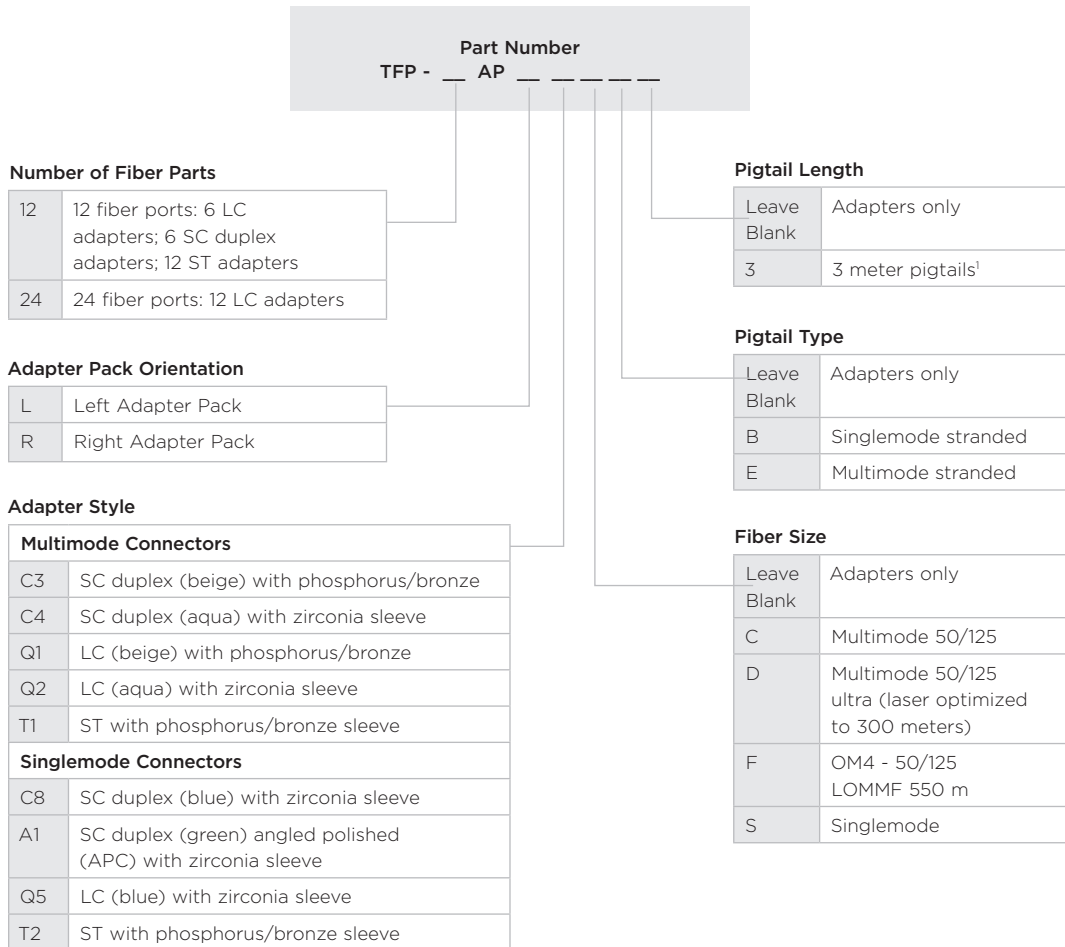 Part Number
TFP - __ AP __ __ __ __ __
Number of Fiber Parts
12 12 fiber ports: 6 LC
adapters; 6 SC duplex
adapters; 12 ST adapters
24 24 fiber ports: 12 LC adapters
Adapter Pack Orientation
L Left Adapter Pack
R Right Adapter Pack
Adapter Style
Multimode Connectors
C3 SC duplex (beige) with phosphorus/bronze
C4 SC duplex (aqua) with zirconia sleeve
Q1 LC (beige) with phosphorus/bronze
Q2 LC (aqua) with zirconia sleeve
T1 ST with phosphorus/bronze sleeve
Singlemode Connectors
C8 SC duplex (blue) with zirconia sleeve
A1 SC duplex (green) angled polished
(APC) with zirconia sleeve
Q5 LC (blue) with zirconia sleeve
T2 ST with phosphorus/bronze sleeve
Pigtail Length
Leave Adapters only
Blank
3 3 meter pigtails¹
Pigtail Type
Leave Adapters only
Blank
B Singlemode stranded
E Multimode stranded
Fiber Size
Leave Adapters only
Blank
C Multimode 50/125
D Multimode 50/125
ultra (laser optimized
to 300 meters)
F OM4 - 50/125
LOMMF 550 m
S Singlemode